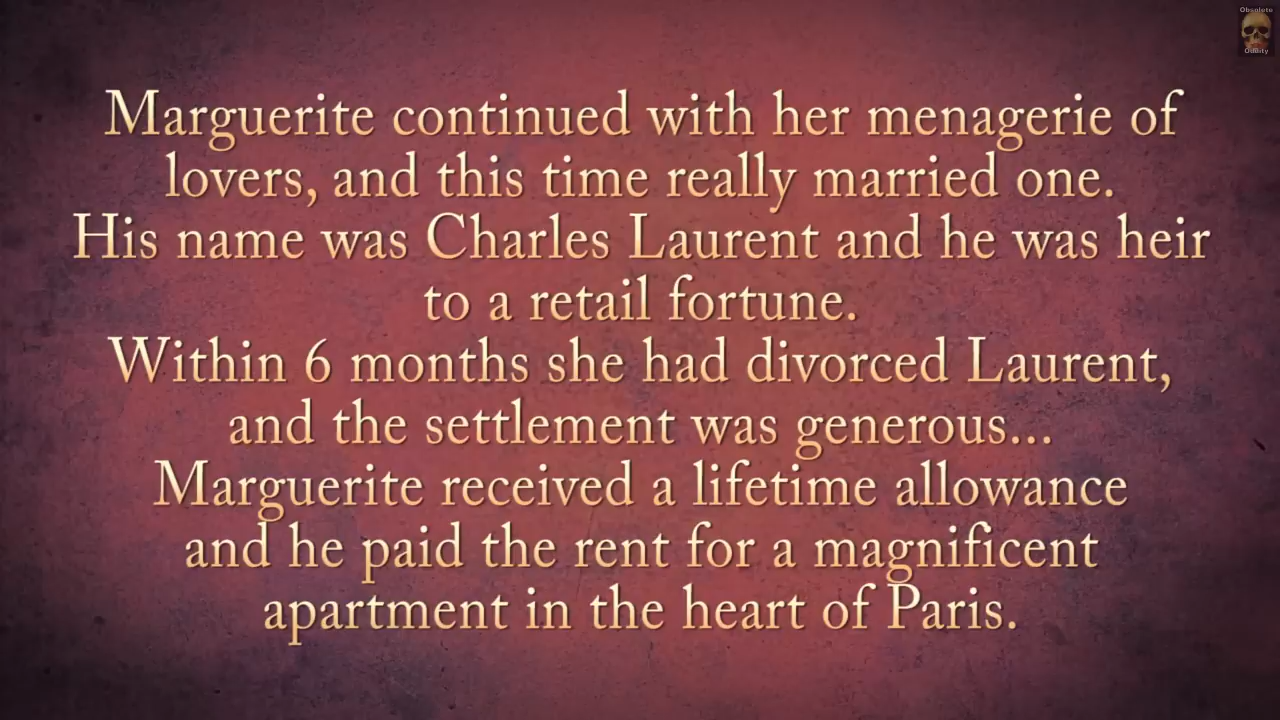 Obsolete
Oddity
Marguerite continued with her menagerie of
lovers, and this time really married one.
His name was Charles Laurent and he was heir
to a retail fortune.
Within 6 months she had divorced Laurent,
and the settlement was generous...
Marguerite received a lifetime allowance
and he paid the rent for a magnificent
apartment in the heart of Paris.